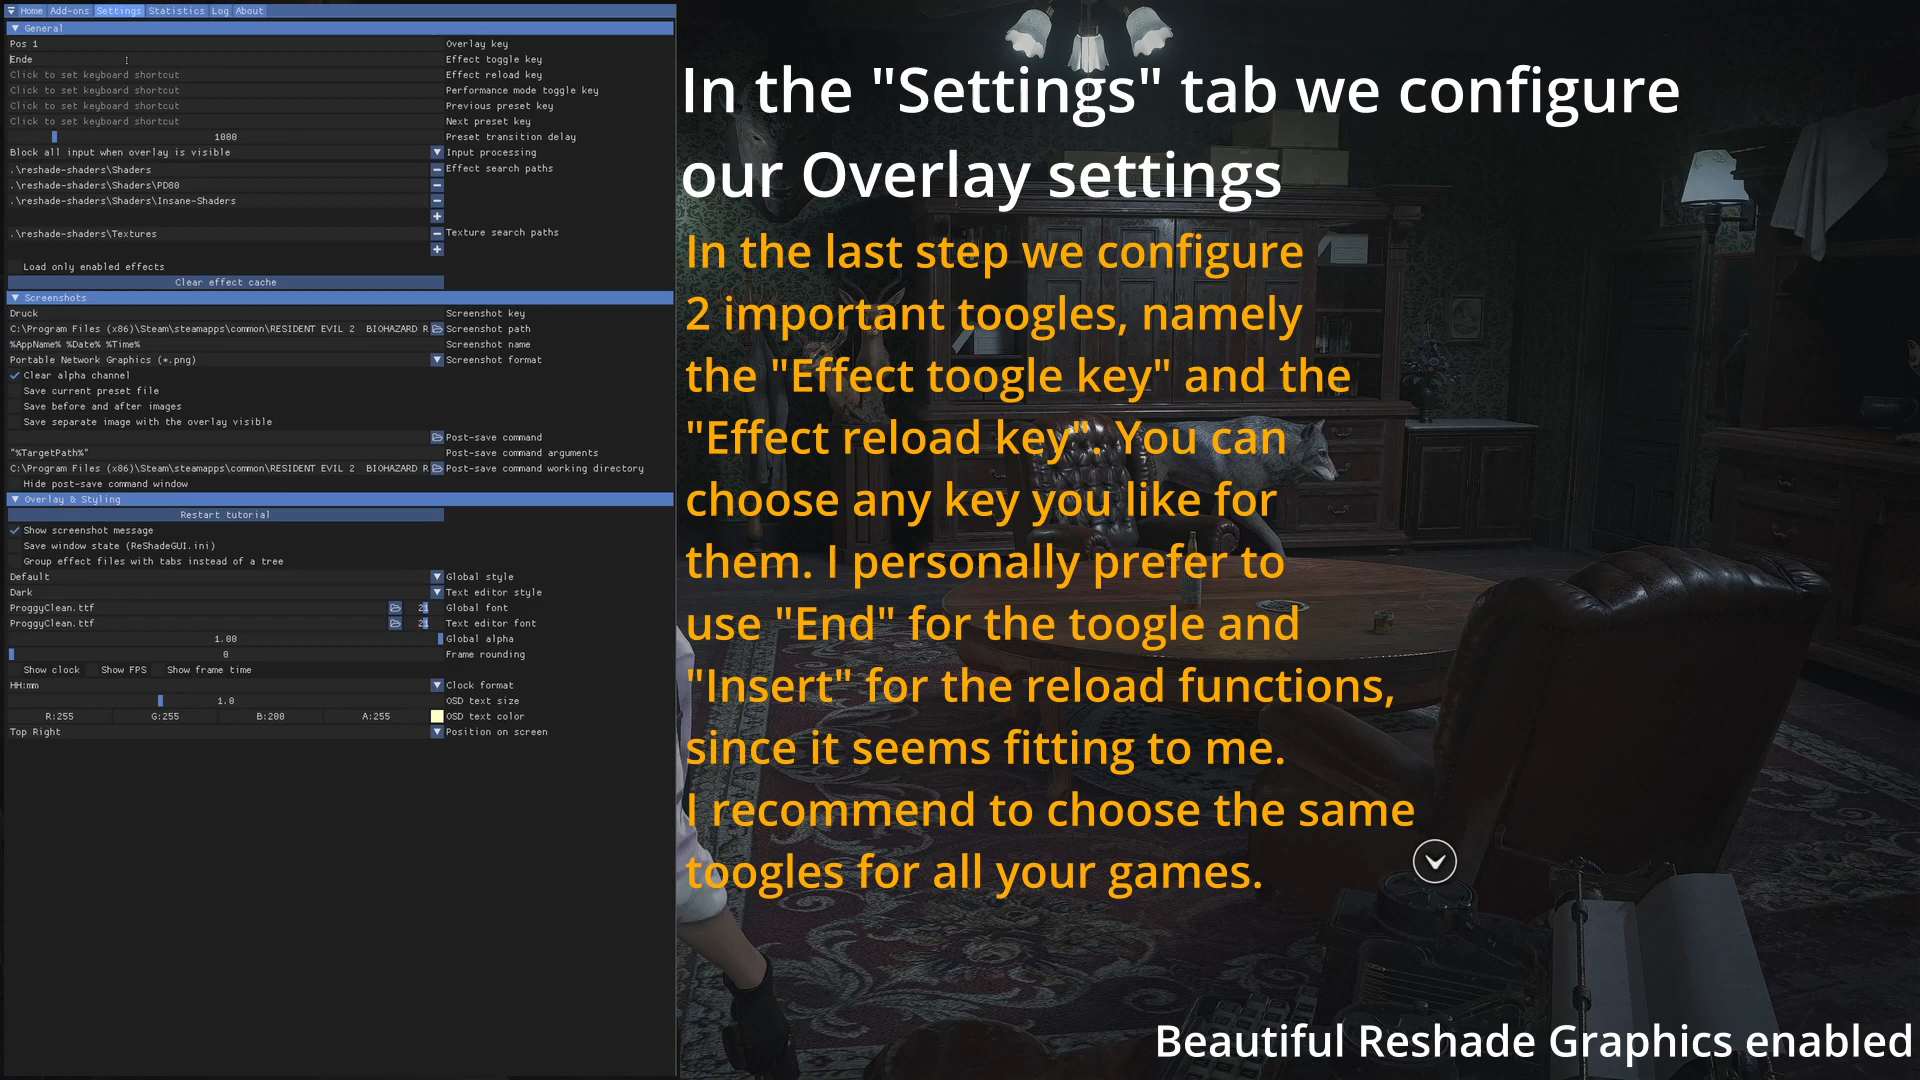 Home Add-ons Settings Statistics Log About
General
Pos 1 Overlay key
Ende Effect toggle key
Click to set keyboard shortcut Effect reload key
Click to set keyboard shortcut Performance mode toggle key
Click to set keyboard shortcut Previous preset key
Click to set keyboard shortcut Next preset key
1000 Preset transition delay
Block all input when overlay is visible Input processing
.\reshade-shaders\Shaders Effect search paths
.\reshade-shaders\Shaders\PD80
.\reshade-shaders\Shaders\Insane-Shaders
.\reshade-shaders\Textures Texture search paths
Load only enabled effects
Clear effect cache
Screenshots
Druck Screenshot key
C:\Program Files (x86)\Steam\steamapps\common\RESIDENT EVIL 2 BIOHAZARD R Screenshot path
%AppName% %Date% %Time% Screenshot name
Portable Network Graphics (*.png) Screenshot format
Clear alpha channel
Save current preset file
Save before and after images
Save separate image with the overlay visible
Post-save command
"%TargetPath%" Post-save command arguments
C:\Program Files (x86)\Steam\steamapps\common\RESIDENT EVIL 2 BIOHAZARD R Post-save command working directory
Hide post-save command window
Overlay & Styling
Restart tutorial
Show screenshot message
Save window state (ReShadeGUI.ini)
Group effect files with tabs instead of a tree
Default Global style
Dark Text editor style
ProggyClean.ttf 21 Global font
ProggyClean.ttf 21 Text editor font
1.00 Global alpha
0 Frame rounding
Show clock Show FPS Show frame time
HH:mm Clock format
1.0 OSD text size
R:255 G:255 B:200 A:255 OSD text color
Top Right Position on screen
In the "Settings" tab we configure
our Overlay settings
In the last step we configure
2 important toogles, namely
the "Effect toogle key" and the
"Effect reload key". You can
choose any key you like for
them. I personally prefer to
use "End" for the toogle and
"Insert" for the reload functions,
since it seems fitting to me.
I recommend to choose the same
toogles for all your games.
Beautiful Reshade Graphics enabled